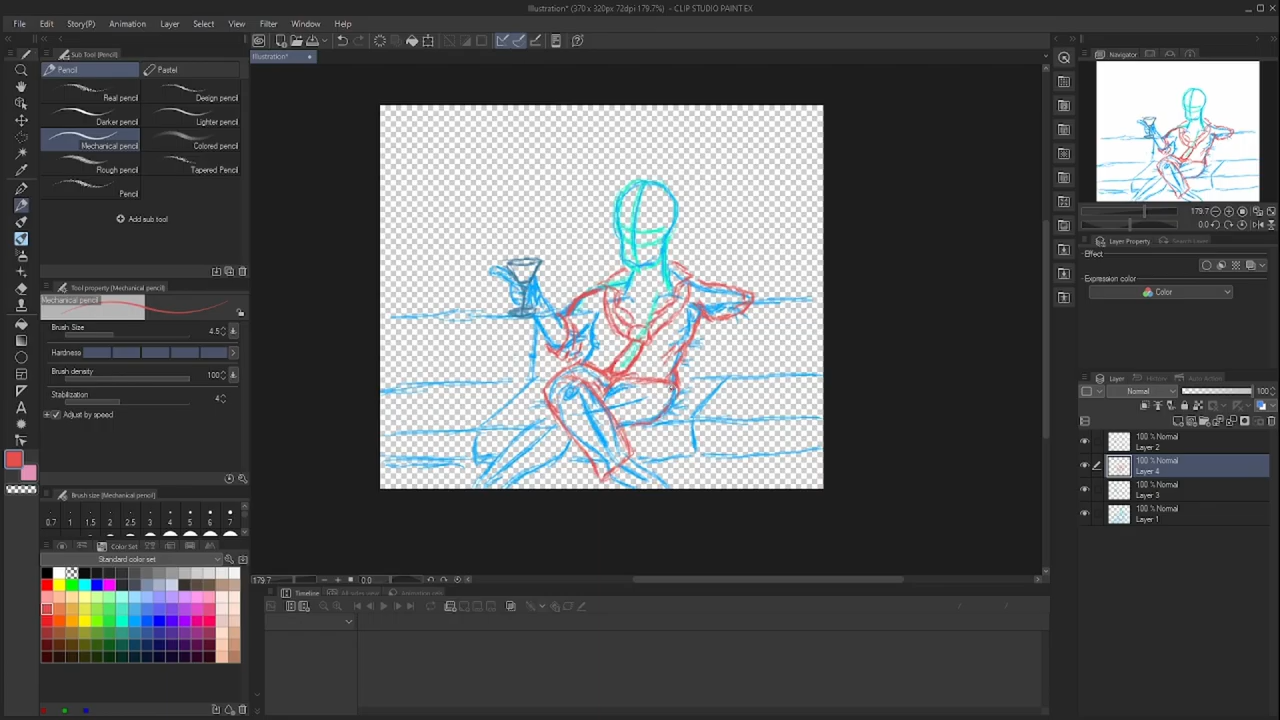 Illustration* (370 x 320px 72dpi 179.7%) - CLIP STUDIO PAINT EX
File Edit Story(P) Animation Layer Select View Filter Window Help
Sub Tool [Pencil]
Pencil Pastel
Real pencil Design pencil
Darker pencil Lighter pencil
Mechanical pencil Colored pencil
Rough pencil Tapered Pencil
Pencil
Add sub tool
Tool property [Mechanical pencil]
Mechanical pencil
Brush Size 4.5
Hardness
Brush density 100
Stabilization 4
Adjust by speed
Brush size [Mechanical pencil]
0.7 1 1.5 2 2.5 3 4 5 6 7
Color Set
Standard color set
Illustration*
179.7 0.0
Timeline
Navigator
179.7
0.0
Layer Property Search Layer
Effect
Expression color
Color
Layer History Auto Action
Normal 100
100 % Normal
Layer 2
100 % Normal
Layer 4
100 % Normal
Layer 3
100 % Normal
Layer 1